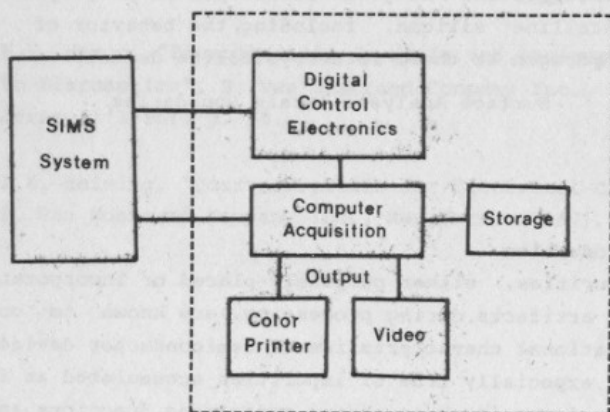 SIMS
System
Digital
Control
Electronics
Computer
Acquisition
Storage
Output
Color
Printer
Video